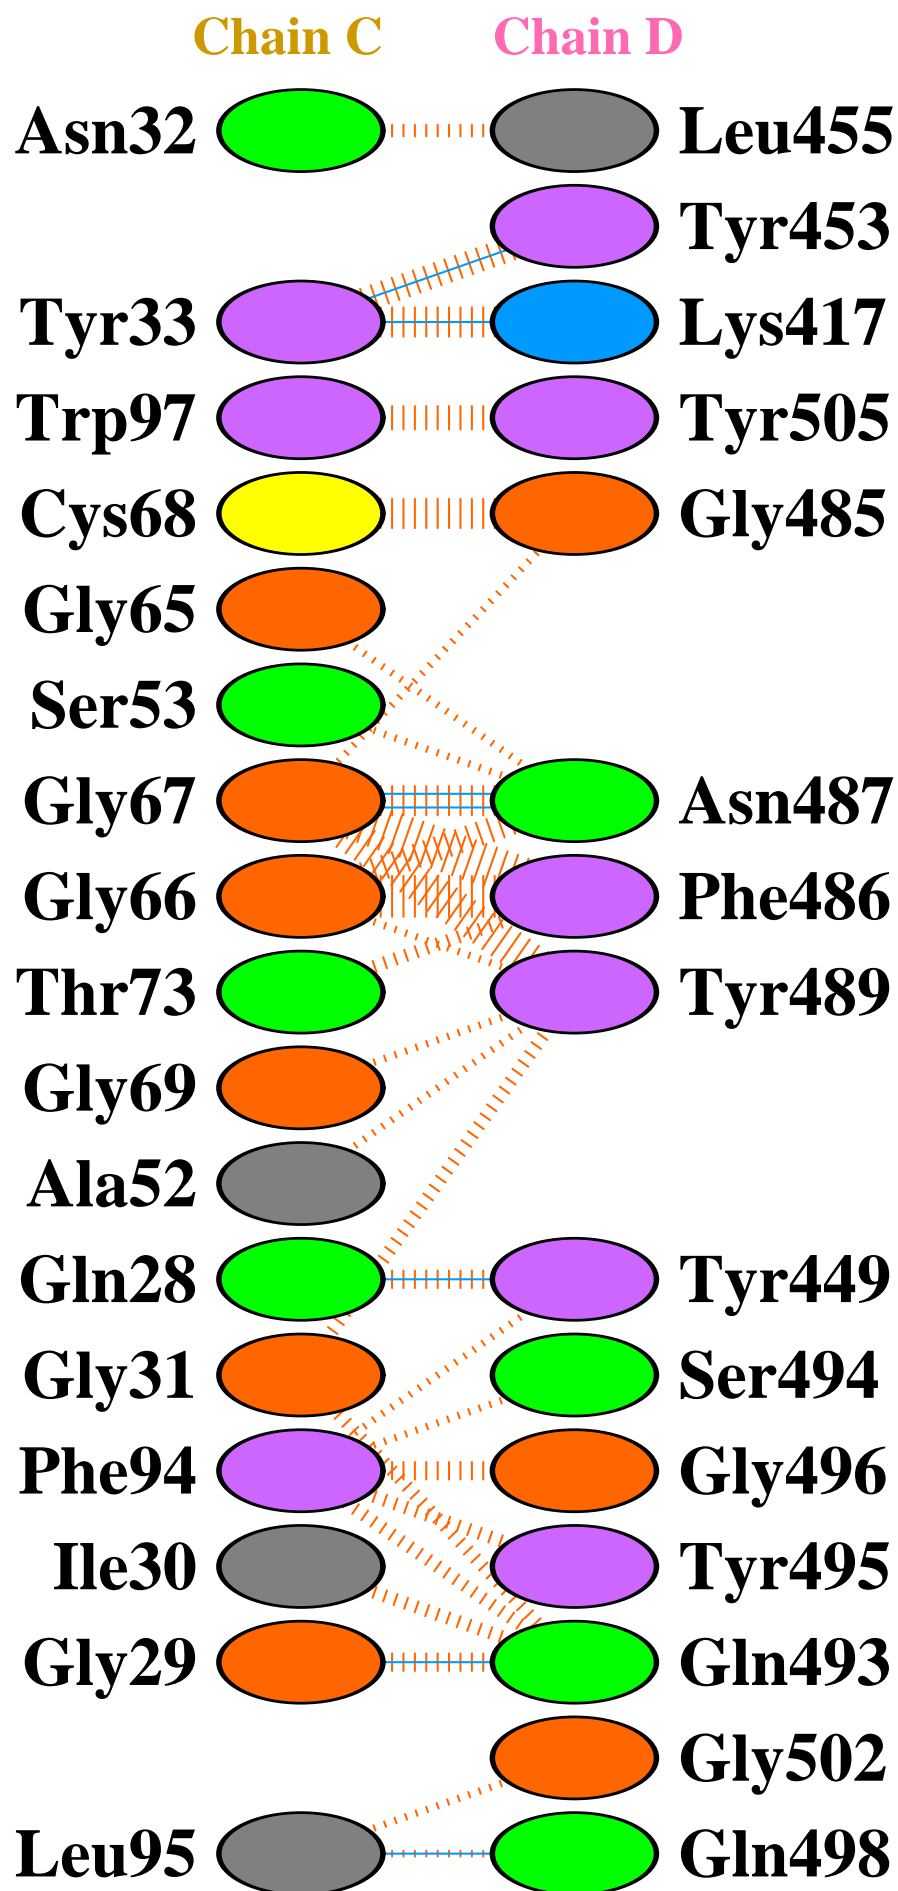 Chain C Chain D
Asn32 Leu455
Tyr453
Tyr33 Lys417
Trp97 Tyr505
Cys68 Gly485
Gly65
Ser53
Gly67 Asn487
Gly66 Phe486
Thr73 Tyr489
Gly69
Ala52
Gln28 Tyr449
Gly31 Ser494
Phe94 Gly496
Ile30 Tyr495
Gly29 Gln493
Gly502
Leu95 Gln498